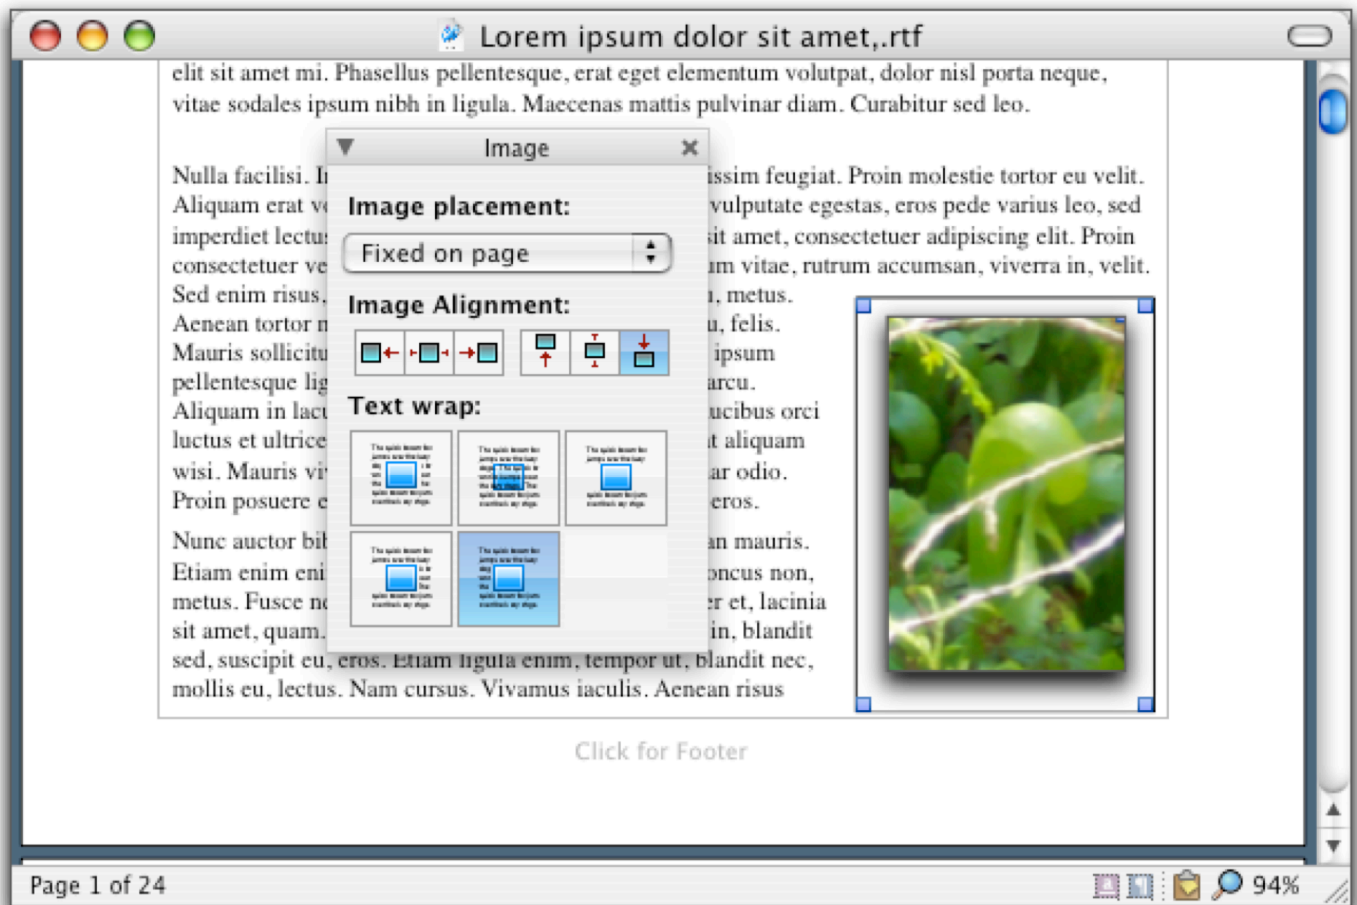 Lorem ipsum dolor sit amet,.rtf
elit sit amet mi. Phasellus pellentesque, erat eget elementum volutpat, dolor nisl porta neque,
vitae sodales ipsum nibh in ligula. Maecenas mattis pulvinar diam. Curabitur sed leo.
Nulla facilisi. issim feugiat. Proin molestie tortor eu velit.
Aliquam erat vulputate egestas, eros pede varius leo, sed
imperdiet lectus sit amet, consectetuer adipiscing elit. Proin
consectetuer ve um vitae, rutrum accumsan, viverra in, velit.
Sed enim risus, metus.
Aenean tortor felis.
Mauris sollicitu ipsum
pellentesque lig arcu.
Aliquam in lacu ucibus orci
luctus et ultrice t aliquam
wisi. Mauris vi ar odio.
Proin posuere e eros.
Nunc auctor bib an mauris.
Etiam enim eni oncus non,
metus. Fusce ne er et, lacinia
sit amet, quam. in, blandit
sed, suscipit eu, eros. Etiam ligula enim, tempor ut, blandit nec,
mollis eu, lectus. Nam cursus. Vivamus iaculis. Aenean risus
Image
Image placement:
Fixed on page
Image Alignment:
Text wrap:
Click for Footer
Page 1 of 24
94%